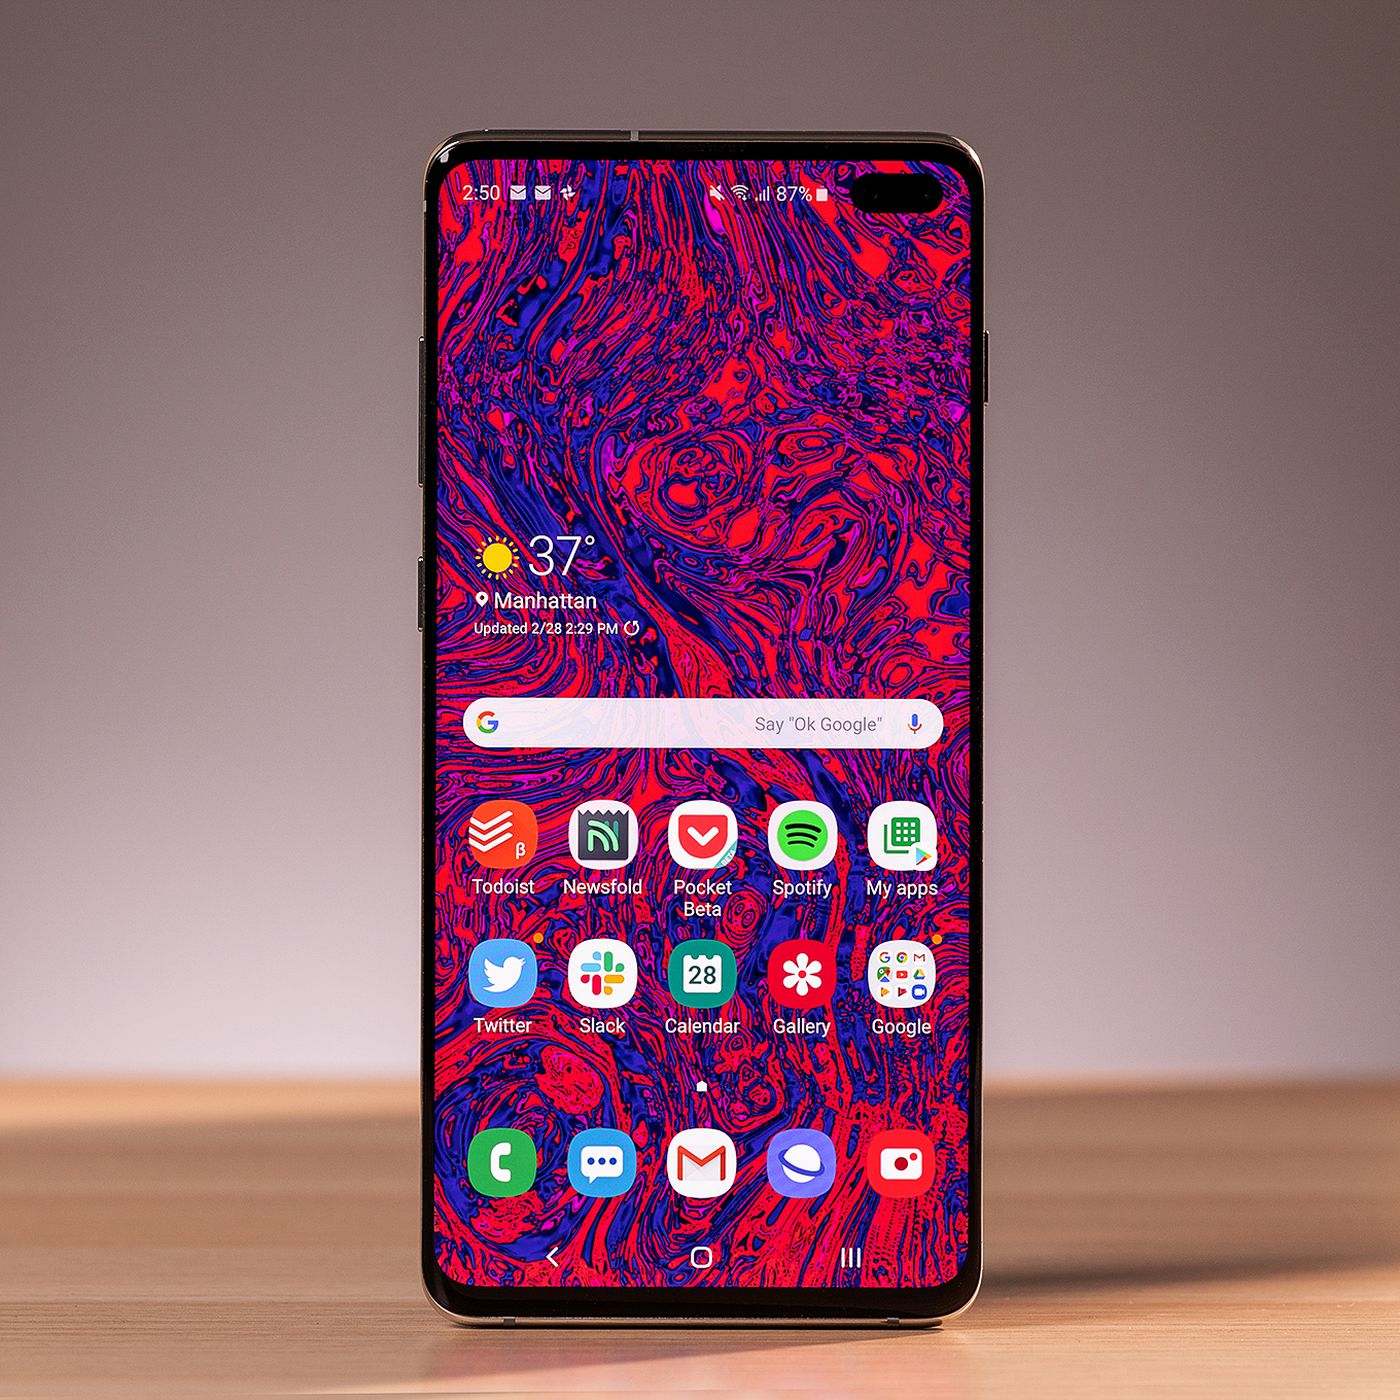 2:50 87%
37°
Manhattan
Updated 2/28 2:29 PM
G Say "Ok Google"
β
BETA
Todoist Newsfold Pocket Spotify My apps
Beta
28
Twitter Slack Calendar Gallery Google